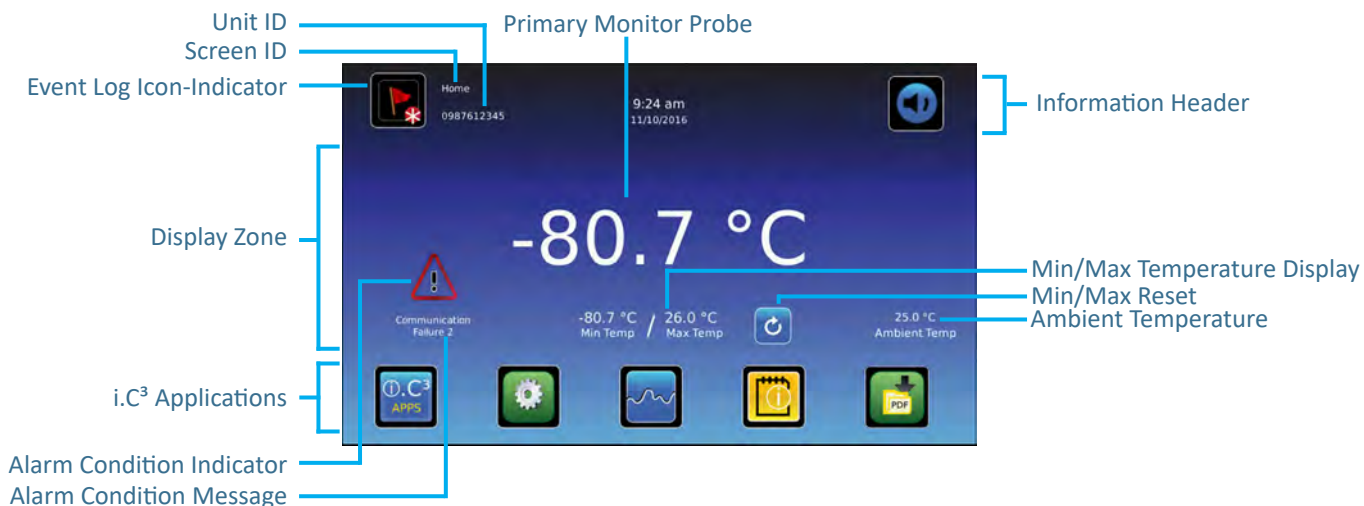 Unit ID
Primary Monitor Probe
Screen ID
Event Log Icon-Indicator
Home
0987612345
9:24 am
11/10/2016
Information Header
Display Zone
-80.7 °C
Communication
Failure 2
-80.7 °C
Min Temp
/
26.0 °C
Max Temp
25.0 °C
Ambient Temp
Min/Max Temperature Display
Min/Max Reset
Ambient Temperature
i.C³ Applications
i.C³
APPS
PDF
Alarm Condition Indicator
Alarm Condition Message